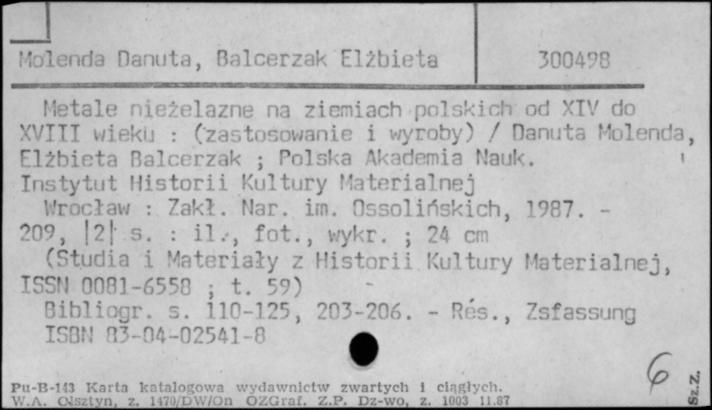 Molenda Danuta, Balcerzak Elżbieta
300498
Metale nieżelazne na ziemiach polskich od XIV do
XVIII wieku : (zastosowanie i wyroby) / Danuta Molenda,
Elżbieta Balcerzak ; Polska Akademia Nauk.
Instytut Historii Kultury Materialnej
Wrocław : Zakł. Nar. im. Ossolińskich, 1987. -
209, |2| s. : il., fot., wykr. ; 24 cm
(Studia i Materiały z Historii Kultury Materialnej,
ISSN 0081-6558 ; t. 59)
Bibliogr. s. 110-125, 203-206. - Rés., Zsfassung
ISBN 83-04-02541-8
6
Sz.Z.
Pu-B-143 Karta katalogowa wydawnictw zwartych i ciągłych.
W.A. Olsztyn, z. 1470/DW/On OZGraf. Z.P. Dz-wo, z. 1003 11.87